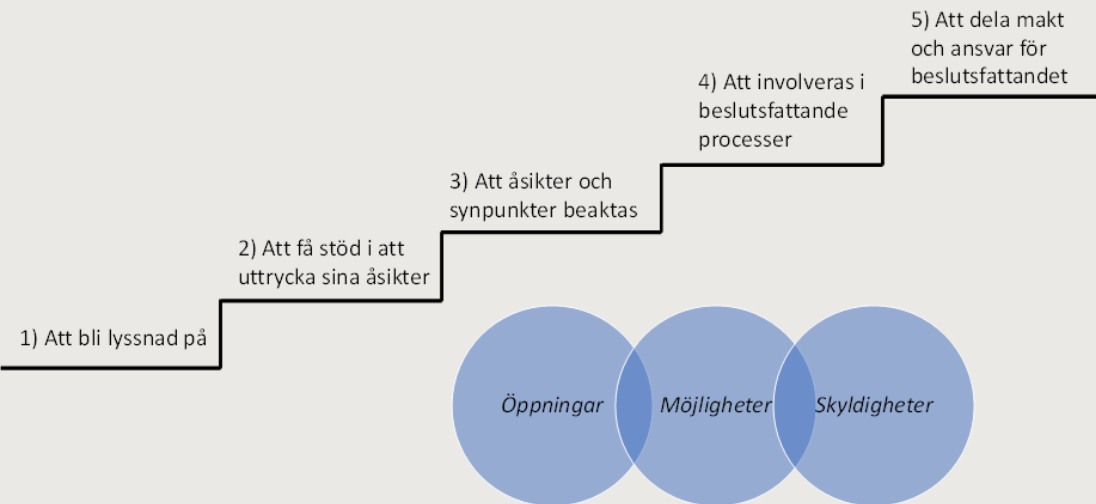 1) Att bli lyssnad på
2) Att få stöd i att
uttrycka sina åsikter
3) Att åsikter och
synpunkter beaktas
4) Att involveras i
beslutsfattande
processer
5) Att dela makt
och ansvar för
beslutsfattandet
Öppningar
Möjligheter
Skyldigheter